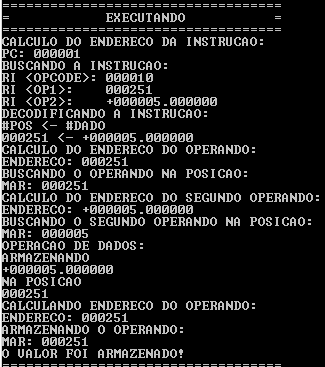 ==================================
=            EXECUTANDO            =
==================================
CALCULO DO ENDERECO DA INSTRUCAO:
PC: 000001
BUSCANDO A INSTRUCAO:
RI <OPCODE>: 000010
RI <OP1>:    000251
RI <OP2>:    +000005.000000
DECODIFICANDO A INSTRUCAO:
#POS <- #DADO
000251 <- +000005.000000
CALCULO DO ENDERECO DO OPERANDO:
ENDERECO: 000251
BUSCANDO O OPERANDO NA POSICAO:
MAR: 000251
CALCULO DO ENDERECO DO SEGUNDO OPERANDO:
ENDERECO: +000005.000000
BUSCANDO O SEGUNDO OPERANDO NA POSICAO:
MAR: 000005
OPERACAO DE DADOS:
ARMAZENANDO
+000005.000000
NA POSICAO
000251
CALCULANDO ENDERECO DO OPERANDO:
ENDERECO: 000251
ARMAZENANDO O OPERANDO:
MAR: 000251
O VALOR FOI ARMAZENADO!
==================================